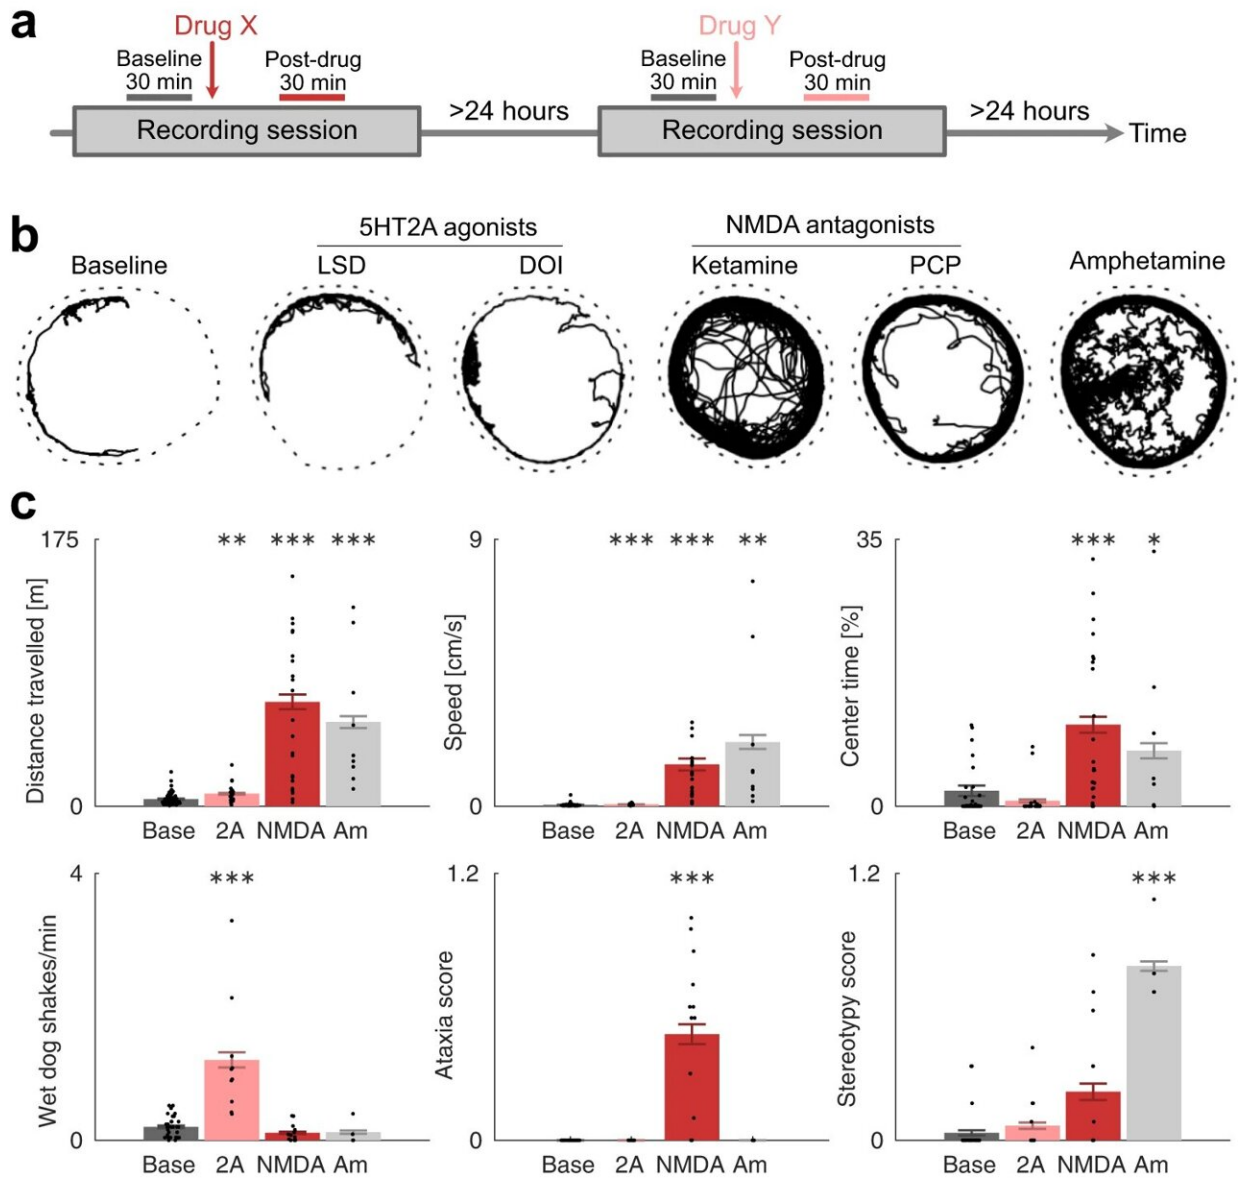 a
Drug X
Drug Y
Baseline
30 min
Post-drug
30 min
Baseline
30 min
Post-drug
30 min
Recording session
>24 hours
Recording session
>24 hours
Time
b
5HT2A agonists
NMDA antagonists
Baseline
LSD
DOI
Ketamine
PCP
Amphetamine
c
175
** *** ***
Distance travelled [m]
0
Base 2A NMDA Am
9
*** *** **
Speed [cm/s]
0
Base 2A NMDA Am
35
*** *
Center time [%]
0
Base 2A NMDA Am
4
***
Wet dog shakes/min
0
Base 2A NMDA Am
1.2
***
Ataxia score
0
Base 2A NMDA Am
1.2
***
Stereotypy score
0
Base 2A NMDA Am